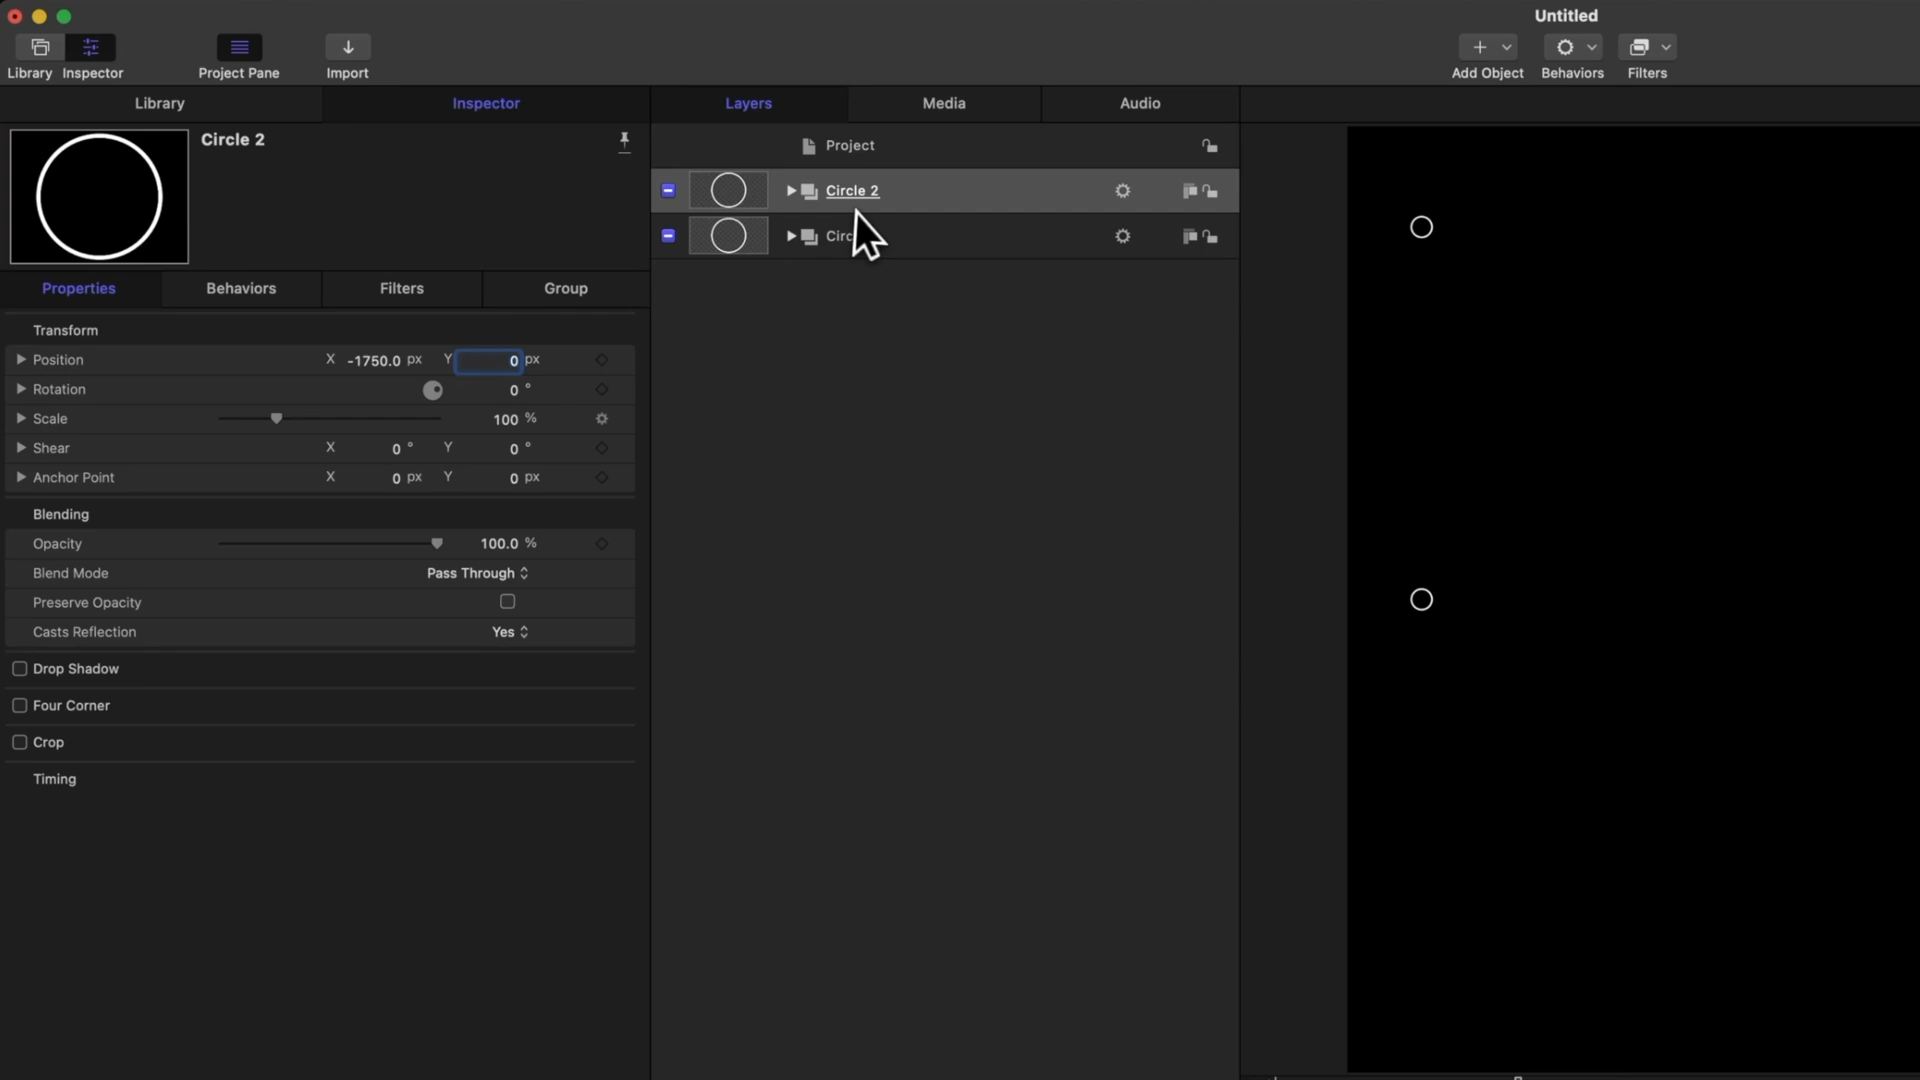 Untitled
Library Inspector Project Pane Import Add Object Behaviors Filters
Library Inspector Layers Media Audio
Circle 2
Project
Circle 2
Properties Behaviors Filters Group
Transform
Position X -1750.0 px Y 0 px
Rotation 0 °
Scale 100 %
Shear X 0 ° Y 0 °
Anchor Point X 0 px Y 0 px
Blending
Opacity 100.0 %
Blend Mode Pass Through
Preserve Opacity
Casts Reflection Yes
Drop Shadow
Four Corner
Crop
Timing